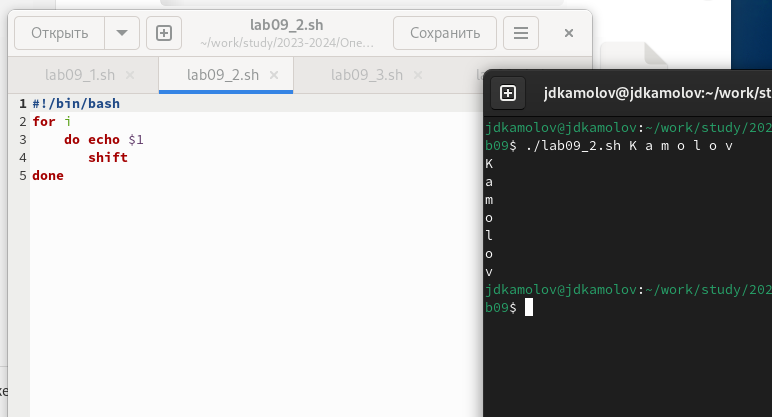 Открыть
lab09_2.sh
~/work/study/2023-2024/Опе…
Сохранить
lab09_1.sh
lab09_2.sh
lab09_3.sh
1 #!/bin/bash
2 for i
3 do echo $1
4 shift
5 done
jdkamolov@jdkamolov:~/work/st
jdkamolov@jdkamolov:~/work/study/202
b09$ ./lab09_2.sh K a m o l o v
K
a
m
o
l
o
v
jdkamolov@jdkamolov:~/work/study/202
b09$